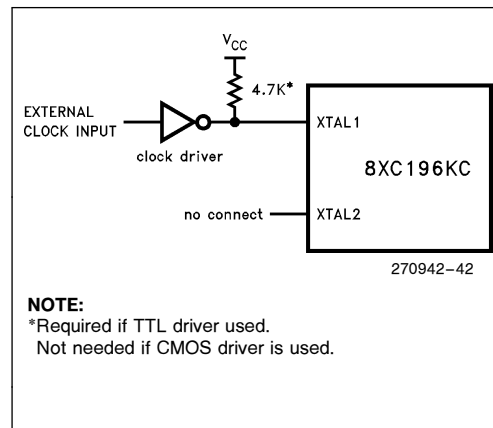 VCC
4.7K*
EXTERNAL
CLOCK INPUT
clock driver
XTAL1
8XC196KC
no connect
XTAL2
270942–42
NOTE:
*Required if TTL driver used.
Not needed if CMOS driver is used.